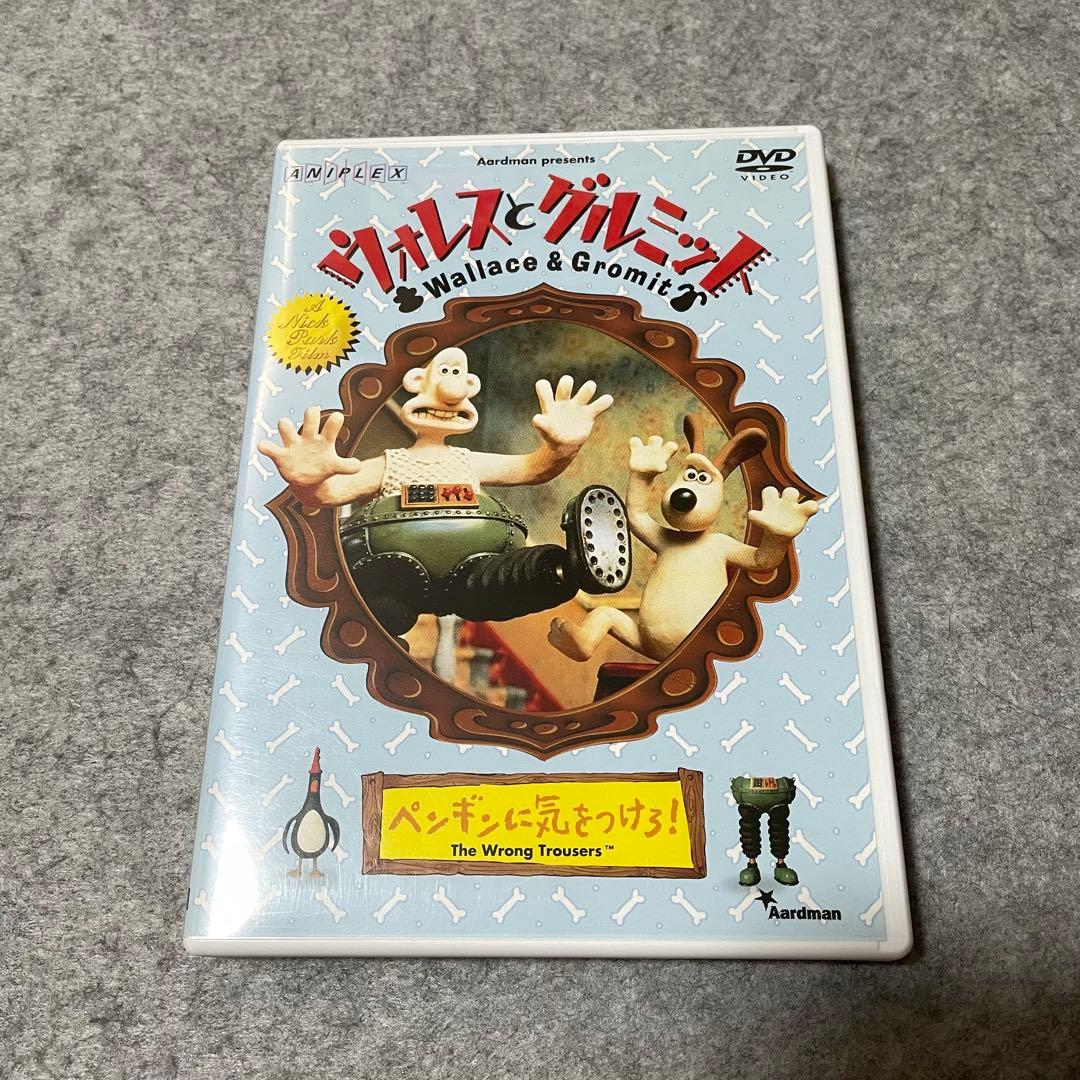 ANIPLEX
Aardman presents
DVD
VIDEO
ウォレスとグルミット
Wallace & Gromit
A
Nick
Park
Film
ペンギンに気をつけろ!
The Wrong Trousers™
Aardman